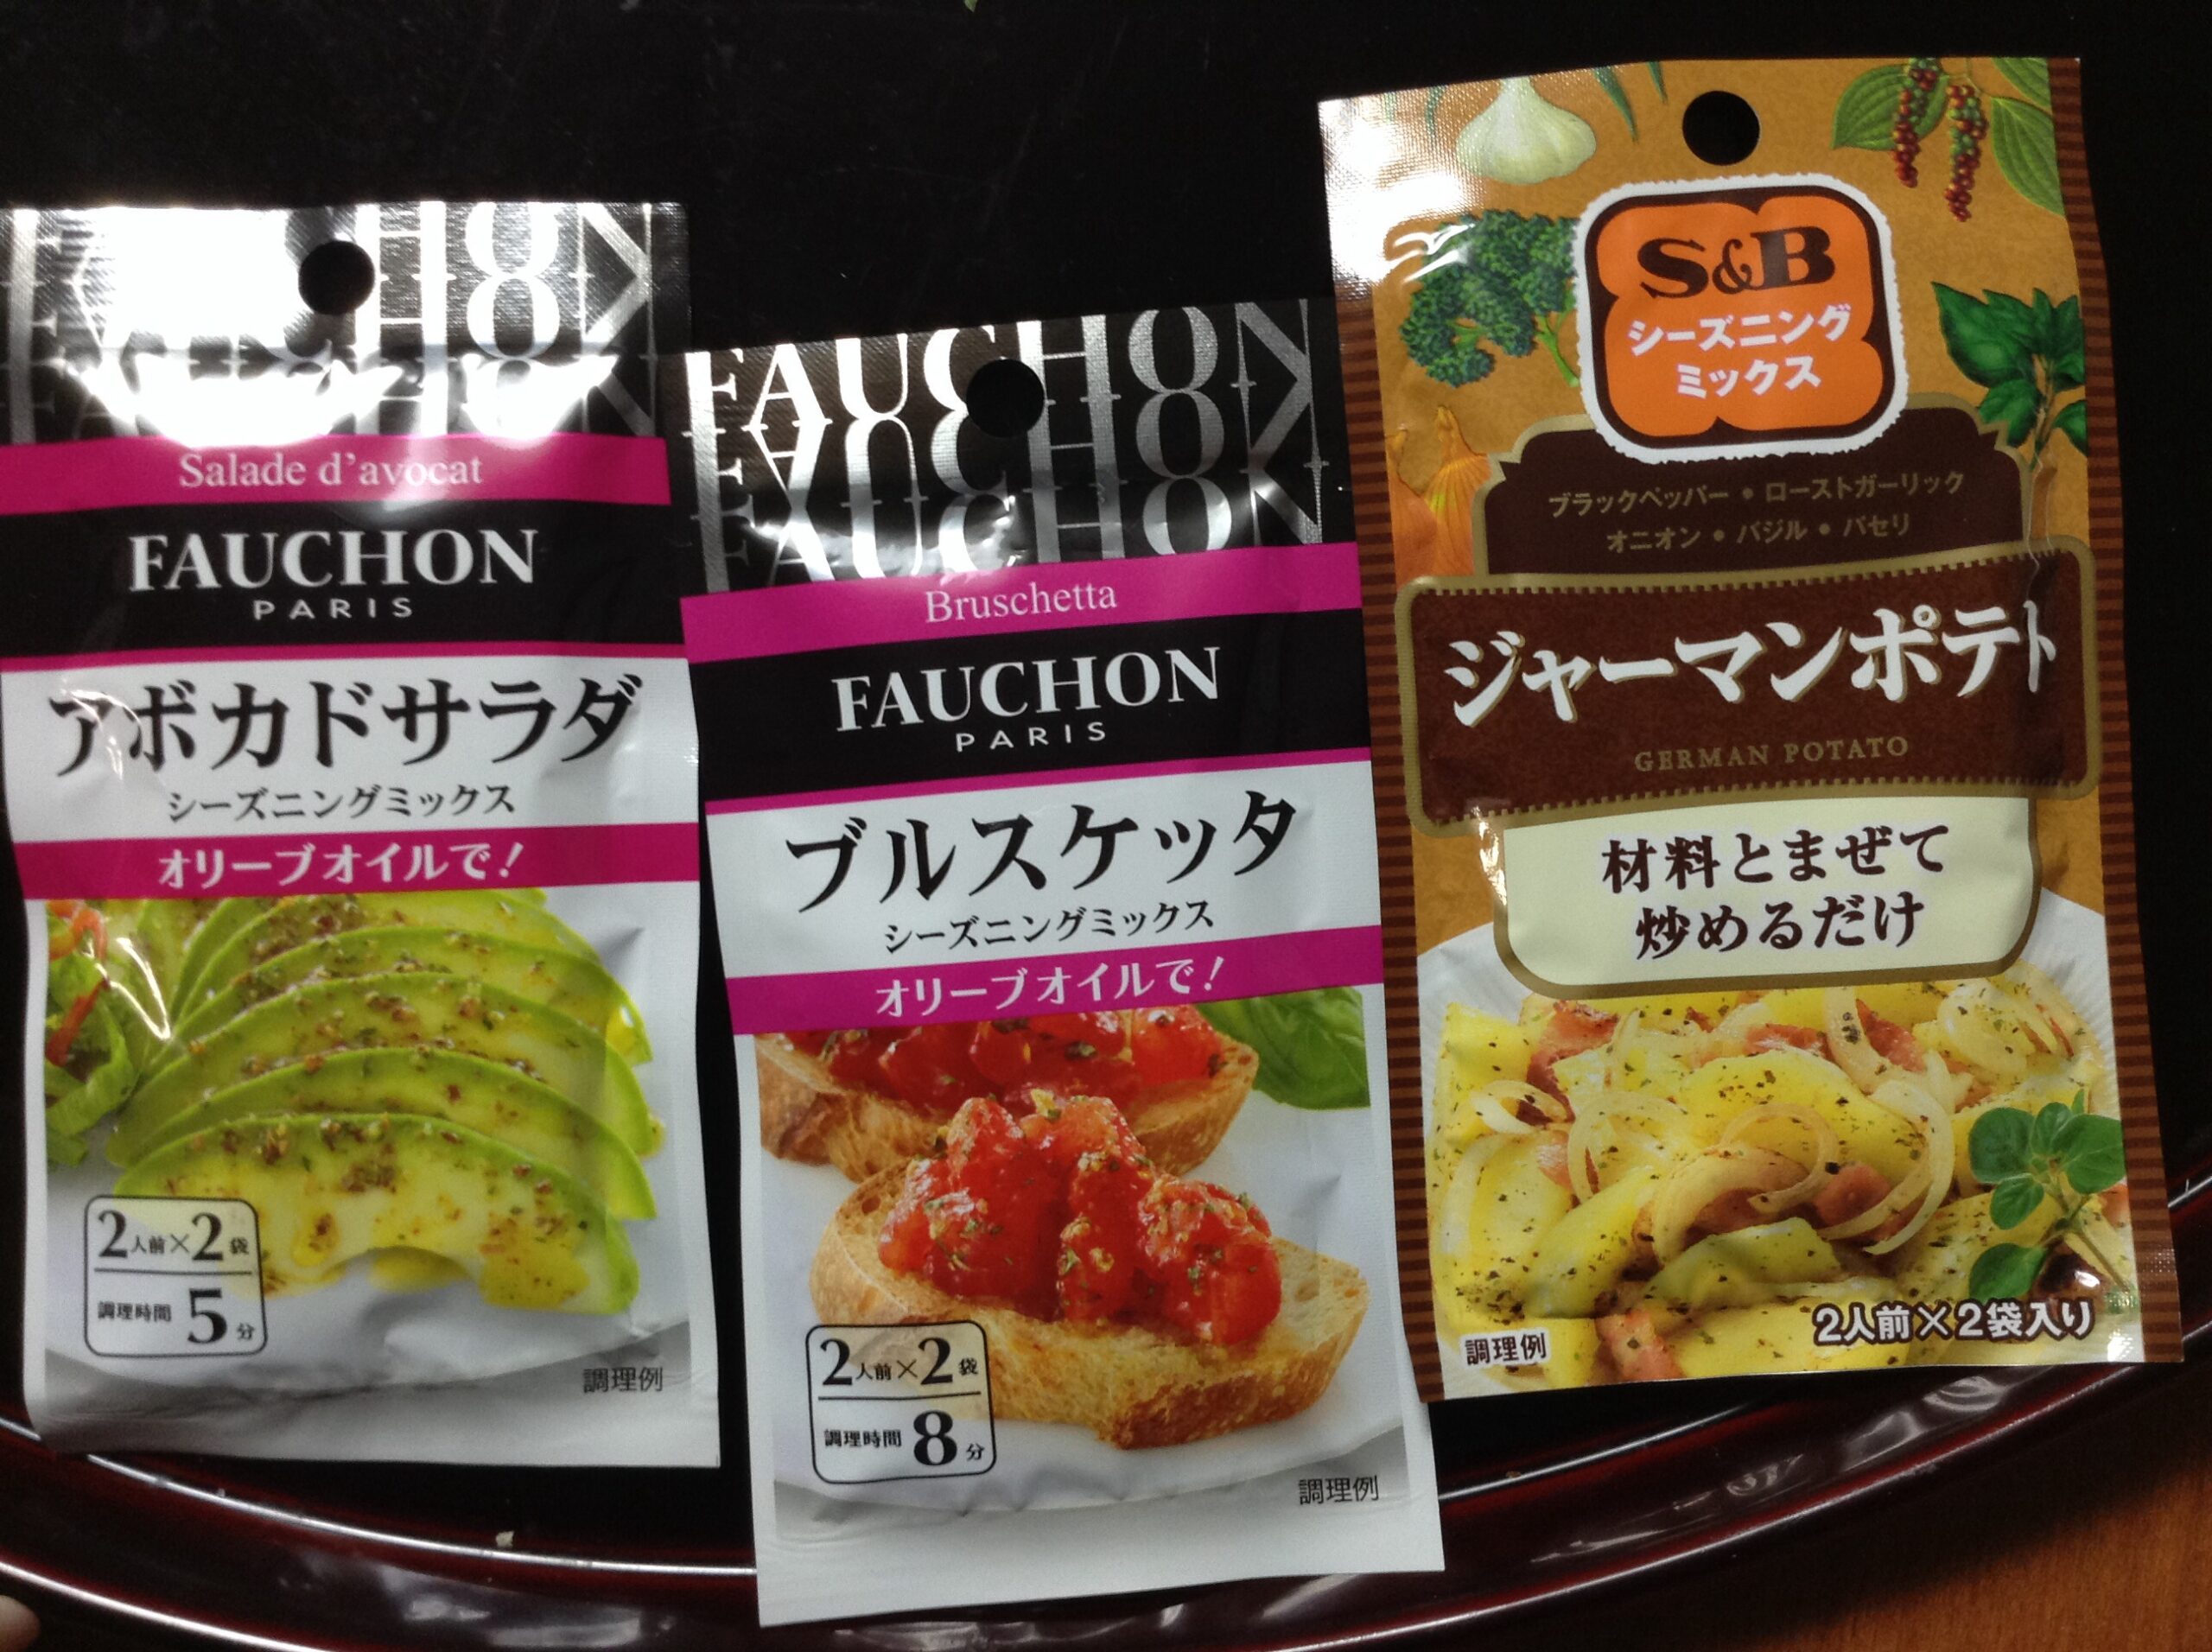 FAUCHON
Salade d'avocat
FAUCHON
PARIS
アボカドサラダ
シーズニングミックス
オリーブオイルで!
2人前×2袋
調理時間 5分
調理例
FAUCHON
FAUCHON
Bruschetta
FAUCHON
PARIS
ブルスケッタ
シーズニングミックス
オリーブオイルで!
2人前×2袋
調理時間 8分
調理例
S&B
シーズニング
ミックス
ブラックペッパー・ローストガーリック
オニオン・バジル・パセリ
ジャーマンポテト
GERMAN POTATO
材料とまぜて
炒めるだけ
調理例
2人前×2袋入り